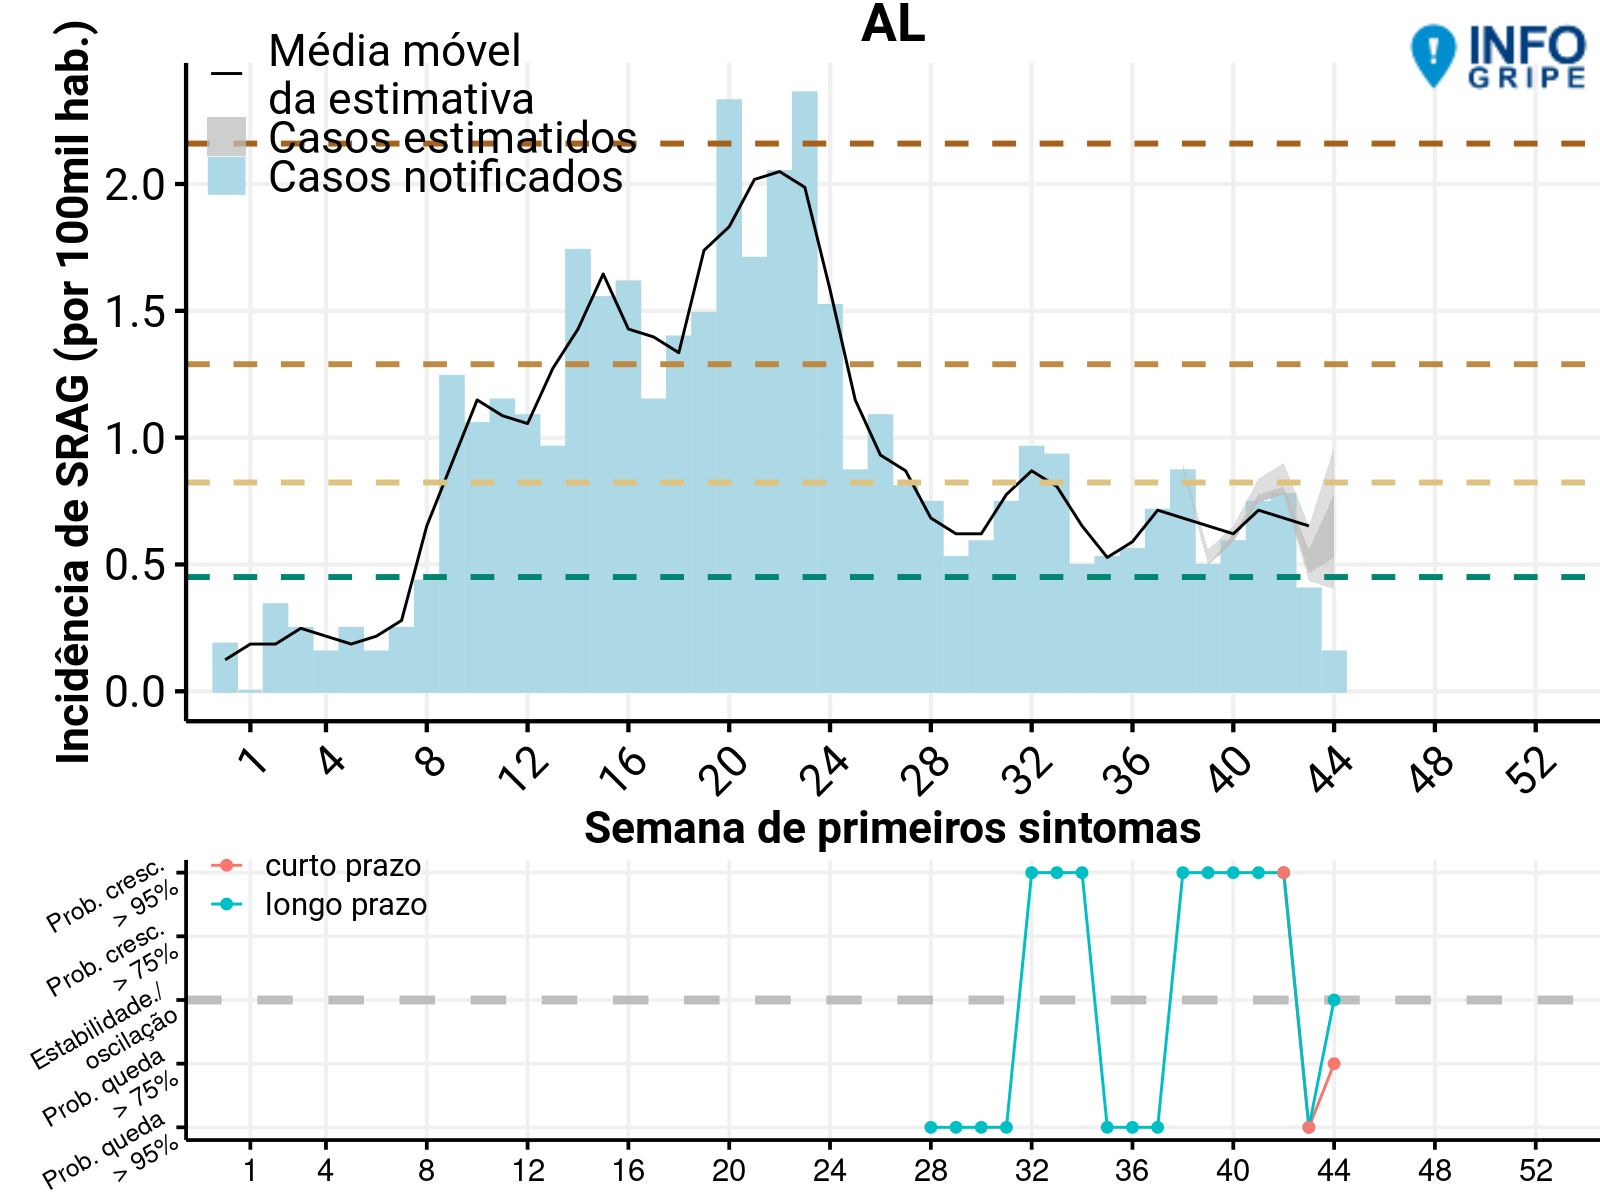 AL
INFO
GRIPE
Média móvel
da estimativa
Casos estimatidos
Casos notificados
Incidência de SRAG (por 100mil hab.)
2.0
1.5
1.0
0.5
0.0
1 4 8 12 16 20 24 28 32 36 40 44 48 52
Semana de primeiros sintomas
curto prazo
longo prazo
Prob. cresc.
> 95%
Prob. cresc.
> 75%
Estabilidade./
oscilação
Prob. queda
> 75%
Prob. queda
> 95%
1 4 8 12 16 20 24 28 32 36 40 44 48 52